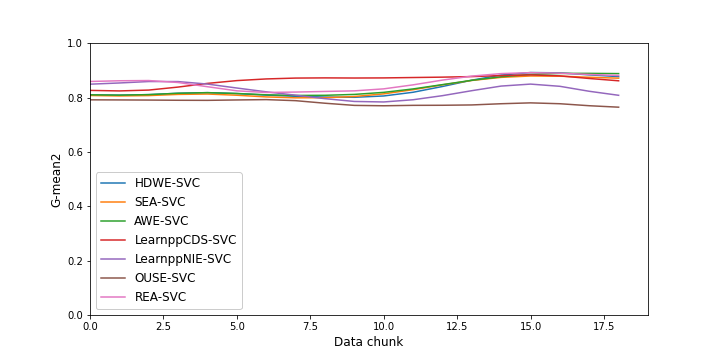 1.0
0.8
0.6
0.4
0.2
0.0
G-mean2
HDWE-SVC
SEA-SVC
AWE-SVC
LearnppCDS-SVC
LearnppNIE-SVC
OUSE-SVC
REA-SVC
0.0 2.5 5.0 7.5 10.0 12.5 15.0 17.5
Data chunk